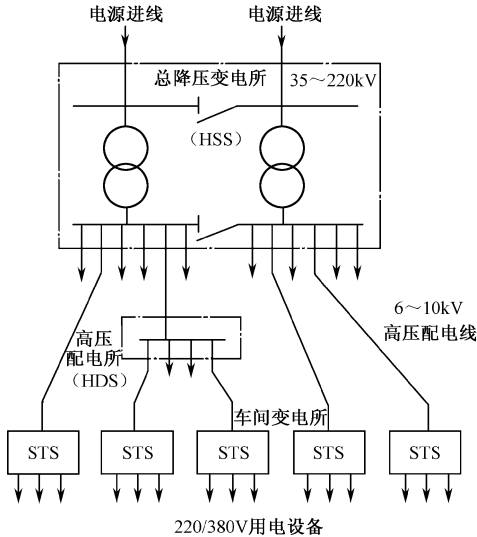 电源进线
电源进线
总降压变电所
35～220kV
（HSS）
6～10kV
高压配电线
高压
配电所
（HDS）
车间变电所
STS
STS
STS
STS
STS
220/380V用电设备